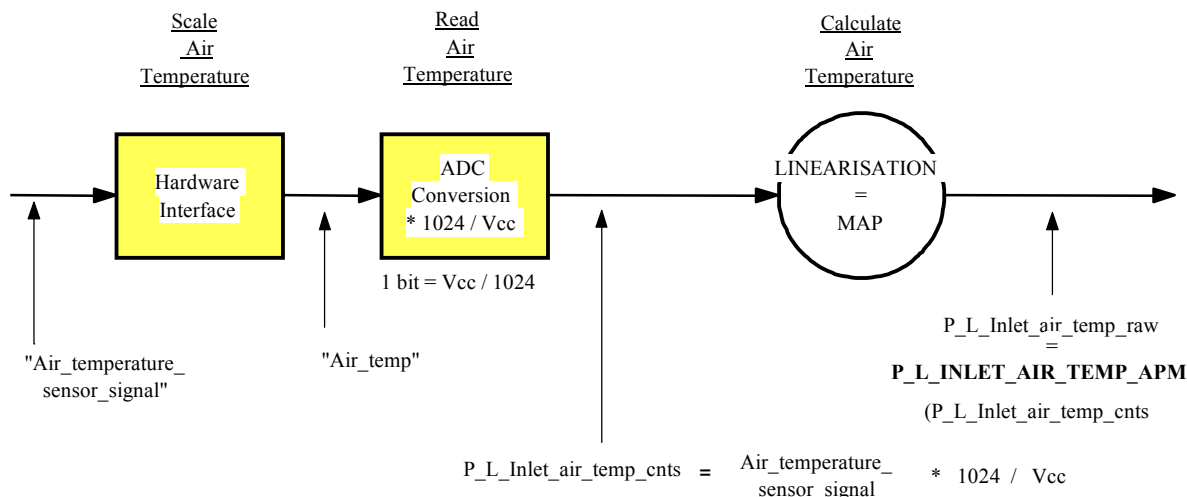 Scale
Air
Temperature
Read
Air
Temperature
Calculate
Air
Temperature
Hardware
Interface
ADC
Conversion
* 1024 / Vcc
LINEARISATION
=
MAP
1 bit = Vcc / 1024
"Air_temperature_
sensor_signal"
"Air_temp"
P_L_Inlet_air_temp_raw
=
P_L_INLET_AIR_TEMP_APM
(P_L_Inlet_air_temp_cnts
P_L_Inlet_air_temp_cnts = Air_temperature_ * 1024 / Vcc
sensor_signal